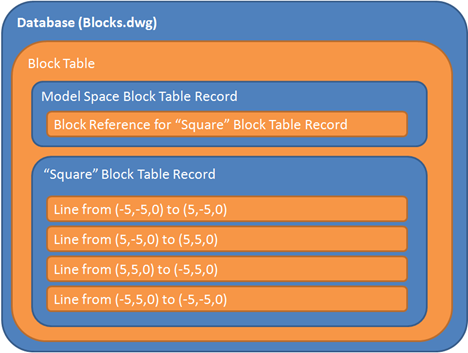 Database (Blocks.dwg)
Block Table
Model Space Block Table Record
Block Reference for “Square” Block Table Record
“Square” Block Table Record
Line from (-5,-5,0) to (5,-5,0)
Line from (5,-5,0) to (5,5,0)
Line from (5,5,0) to (-5,5,0)
Line from (-5,5,0) to (-5,-5,0)